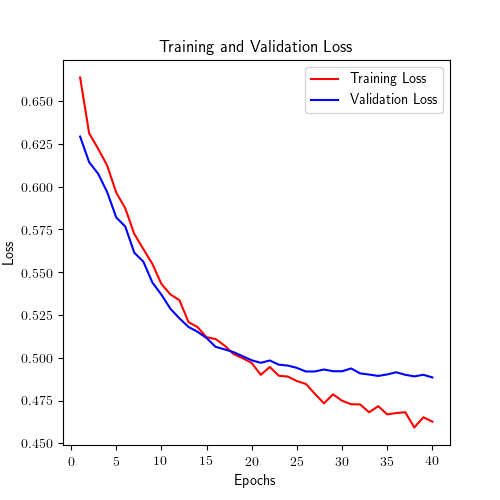 Training and Validation Loss
Training Loss
Validation Loss
0.650
0.625
0.600
0.575
0.550
0.525
0.500
0.475
0.450
Loss
0 5 10 15 20 25 30 35 40
Epochs